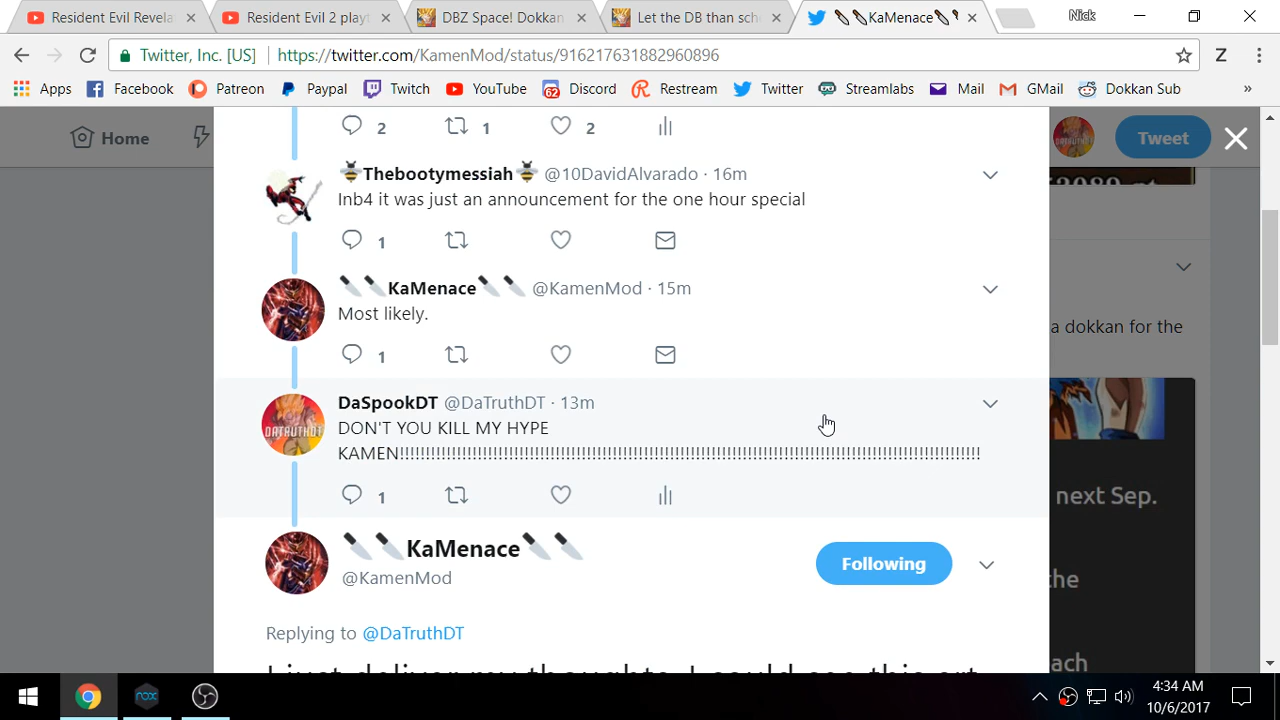 Resident Evil Revela
Resident Evil 2 playt
DBZ Space! Dokkan
Let the DB than sch
KaMenace
Nick
Twitter, Inc. [US]
https://twitter.com/KamenMod/status/916217631882960896
Z
Apps
Facebook
Patreon
Paypal
Twitch
YouTube
62
Discord
Restream
Twitter
Streamlabs
Mail
GMail
Dokkan Sub
»
Home
Tweet
2
1
2
Thebootymessiah @10DavidAlvarado · 16m
Inb4 it was just an announcement for the one hour special
1
KaMenace @KamenMod · 15m
Most likely.
1
DATRUTHDT
DaSpookDT @DaTruthDT · 13m
DON'T YOU KILL MY HYPE
KAMEN!!!!!!!!!!!!!!!!!!!!!!!!!!!!!!!!!!!!!!!!!!!!!!!!!!!!!!!!!!!!!!!!!!!!!!!!!!!!!!!!!!!!!!!!!!!!!!!!!!!!!!!!!!!!!!!
1
KaMenace
@KamenMod
Following
Replying to @DaTruthDT
a dokkan for the
next Sep.
the
ach
nox
4:34 AM
10/6/2017